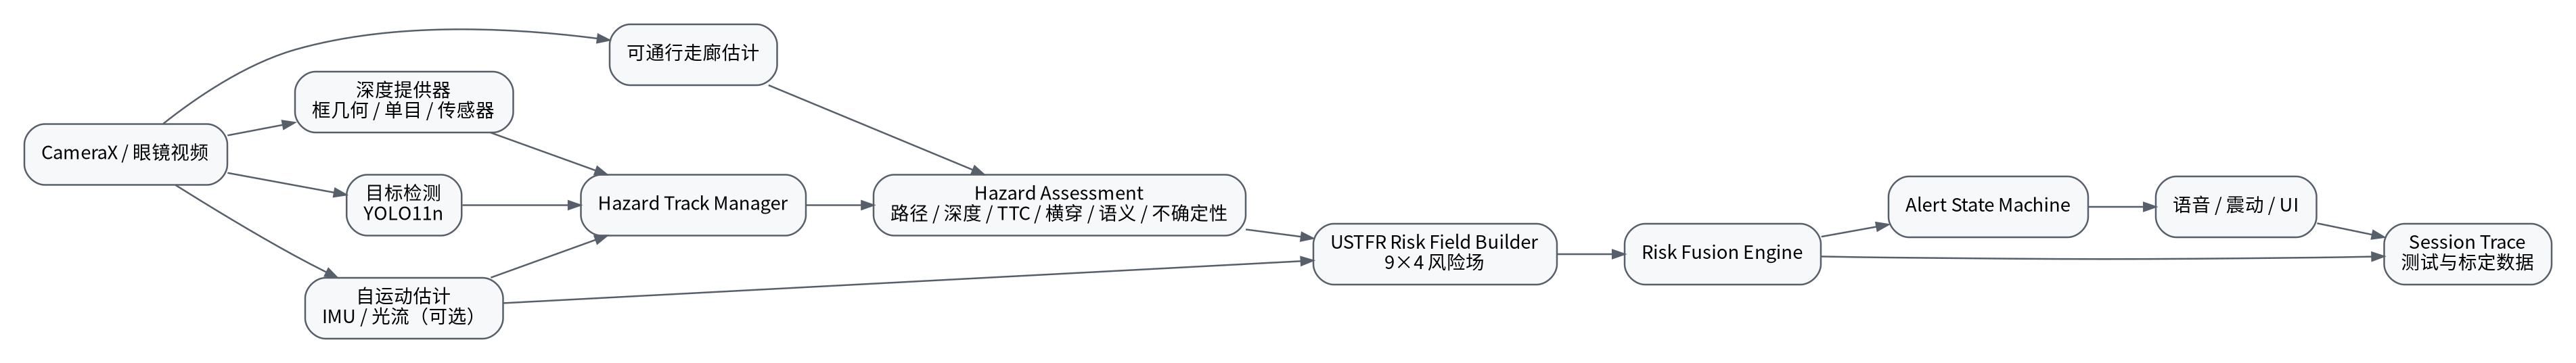 CameraX / 眼镜视频
可通行走廊估计
深度提供器
框几何 / 单目 / 传感器
目标检测
YOLO11n
自运动估计
IMU / 光流（可选）
Hazard Track Manager
Hazard Assessment
路径 / 深度 / TTC / 横穿 / 语义 / 不确定性
USTFR Risk Field Builder
9×4 风险场
Risk Fusion Engine
Alert State Machine
语音 / 震动 / UI
Session Trace
测试与标定数据